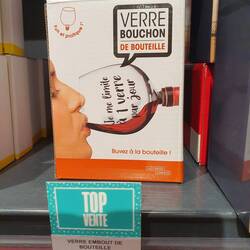 VERRE
BOUCHON
DE BOUTEILLE
Je me limite
à 1 verre
par jour
Buvez à la bouteille !
TOP
VENTE
VERRE EMBOUT DE
BOUTEILLE